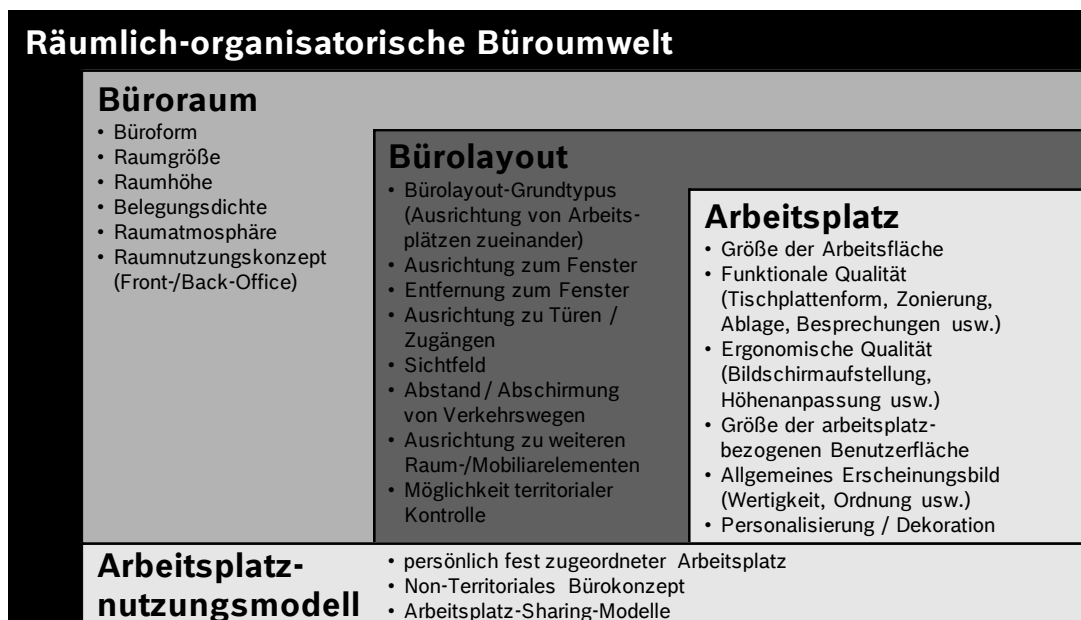 Räumlich-organisatorische Büroumwelt
Büroraum
• Büroform
• Raumgröße
• Raumhöhe
• Belegungsdichte
• Raumatmosphäre
• Raumnutzungskonzept
(Front-/Back-Office)
Bürolayout
• Bürolayout-Grundtypus
(Ausrichtung von Arbeits-
plätzen zueinander)
• Ausrichtung zum Fenster
• Entfernung zum Fenster
• Ausrichtung zu Türen /
Zugängen
• Sichtfeld
• Abstand / Abschirmung
von Verkehrswegen
• Ausrichtung zu weiteren
Raum-/Mobiliarelementen
• Möglichkeit territorialer
Kontrolle
Arbeitsplatz
• Größe der Arbeitsfläche
• Funktionale Qualität
(Tischplattenform, Zonierung,
Ablage, Besprechungen usw.)
• Ergonomische Qualität
(Bildschirmaufstellung,
Höhenanpassung usw.)
• Größe der arbeitsplatz-
bezogenen Benutzerfläche
• Allgemeines Erscheinungsbild
(Wertigkeit, Ordnung usw.)
• Personalisierung / Dekoration
Arbeitsplatz-
nutzungsmodell
• persönlich fest zugeordneter Arbeitsplatz
• Non-Territoriales Bürokonzept
• Arbeitsplatz-Sharing-Modelle